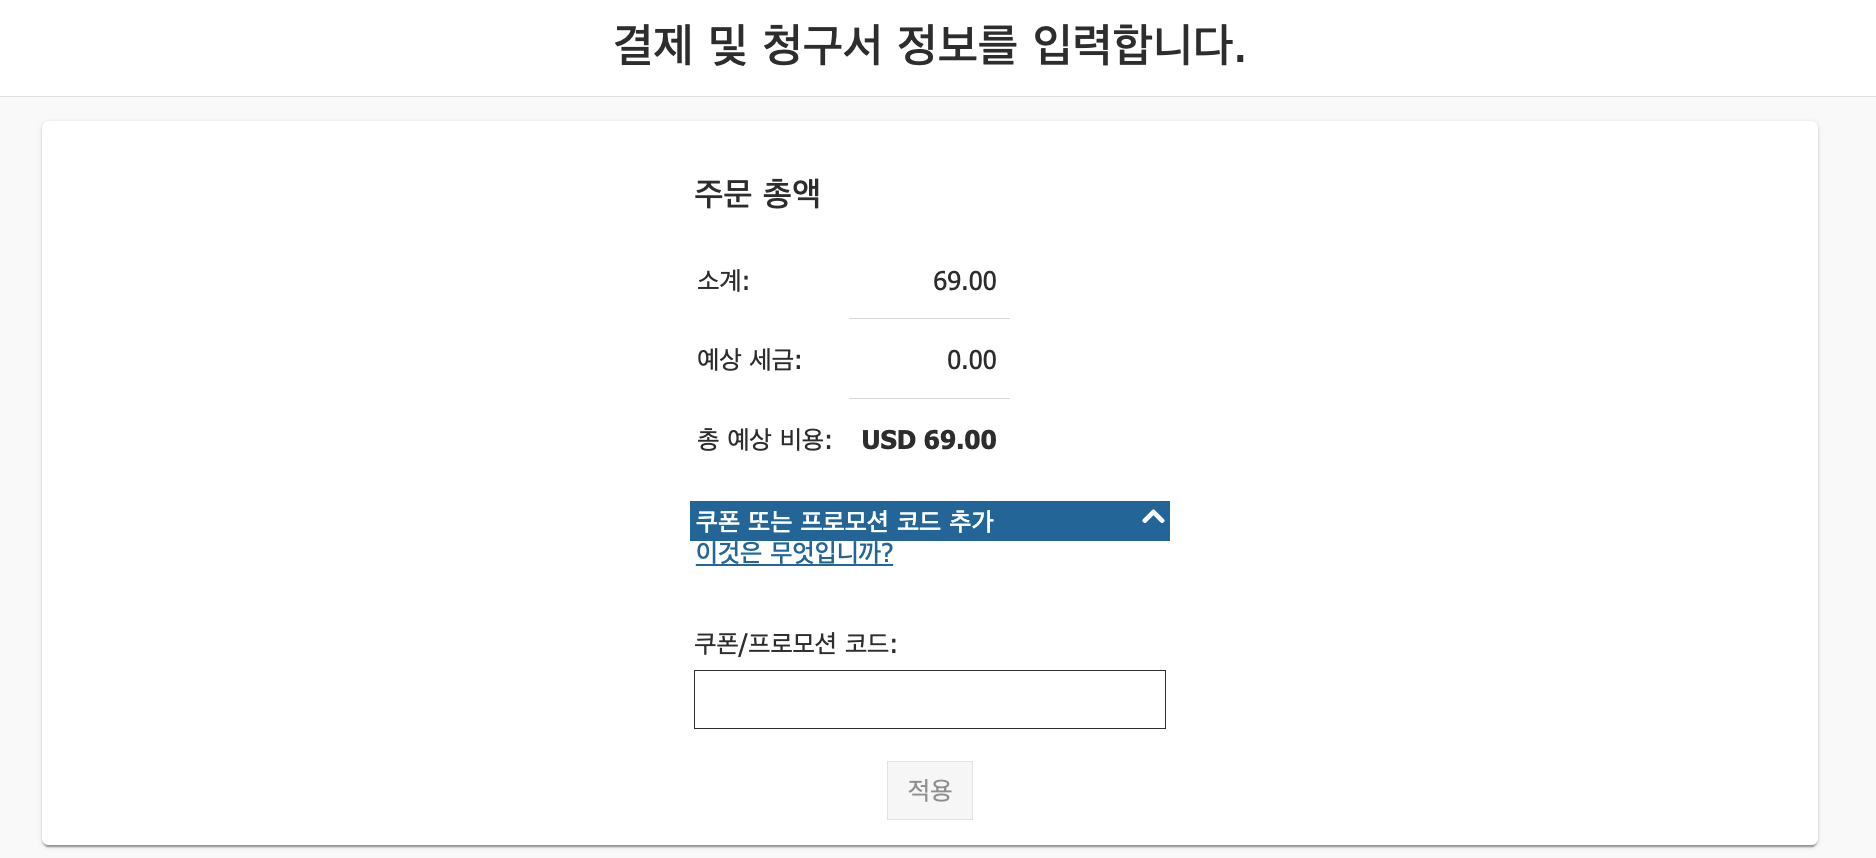 결제 및 청구서 정보를 입력합니다.
주문 총액
소계: 69.00
예상 세금: 0.00
총 예상 비용: USD 69.00
쿠폰 또는 프로모션 코드 추가
이것은 무엇입니까?
쿠폰/프로모션 코드:
적용